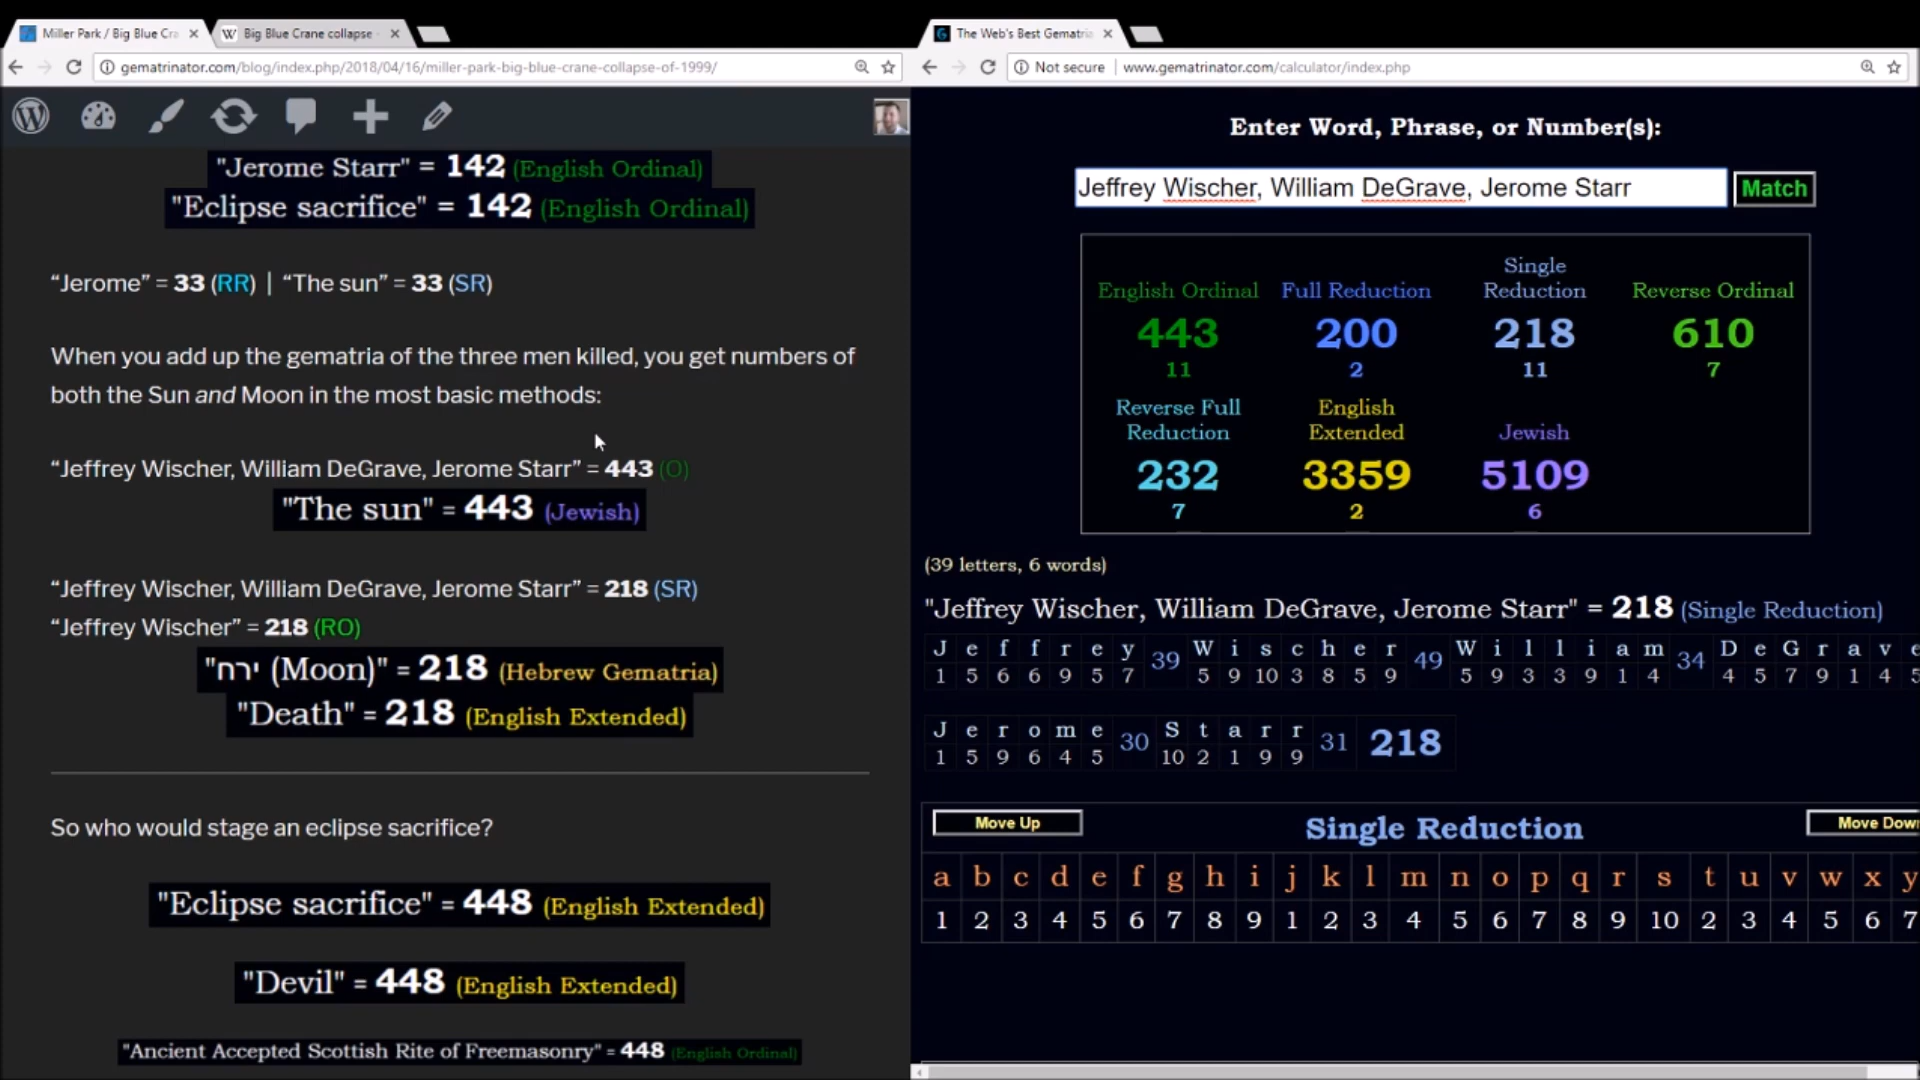 Miller Park / Big Blue Cra
Big Blue Crane collapse -
gematrinator.com/blog/index.php/2018/04/16/miller-park-big-blue-crane-collapse-of-1999/
"Jerome Starr" = 142 (English Ordinal)
"Eclipse sacrifice" = 142 (English Ordinal)
“Jerome” = 33 (RR) | “The sun” = 33 (SR)
When you add up the gematria of the three men killed, you get numbers of
both the Sun and Moon in the most basic methods:
“Jeffrey Wischer, William DeGrave, Jerome Starr” = 443 (O)
"The sun" = 443 (Jewish)
“Jeffrey Wischer, William DeGrave, Jerome Starr” = 218 (SR)
“Jeffrey Wischer” = 218 (RO)
"ירח (Moon)" = 218 (Hebrew Gematria)
"Death" = 218 (English Extended)
So who would stage an eclipse sacrifice?
"Eclipse sacrifice" = 448 (English Extended)
"Devil" = 448 (English Extended)
"Ancient Accepted Scottish Rite of Freemasonry" = 448 (English Ordinal)
The Web's Best Gematria
Not secure | www.gematrinator.com/calculator/index.php
Enter Word, Phrase, or Number(s):
Jeffrey Wischer, William DeGrave, Jerome Starr
Match
English Ordinal Full Reduction Single Reduction Reverse Ordinal
443 200 218 610
11 2 11 7
Reverse Full Reduction English Extended Jewish
232 3359 5109
7 2 6
(39 letters, 6 words)
"Jeffrey Wischer, William DeGrave, Jerome Starr" = 218 (Single Reduction)
J e f f r e y 39 W i s c h e r 49 W i l l i a m 34 D e G r a v e
1 5 6 6 9 5 7 5 9 10 3 8 5 9 5 9 3 3 9 1 4 4 5 7 9 1 4 5
J e r o m e 30 S t a r r 31 218
1 5 9 6 4 5 10 2 1 9 9
Move Up Single Reduction Move Down
a b c d e f g h i j k l m n o p q r s t u v w x y
1 2 3 4 5 6 7 8 9 1 2 3 4 5 6 7 8 9 10 2 3 4 5 6 7